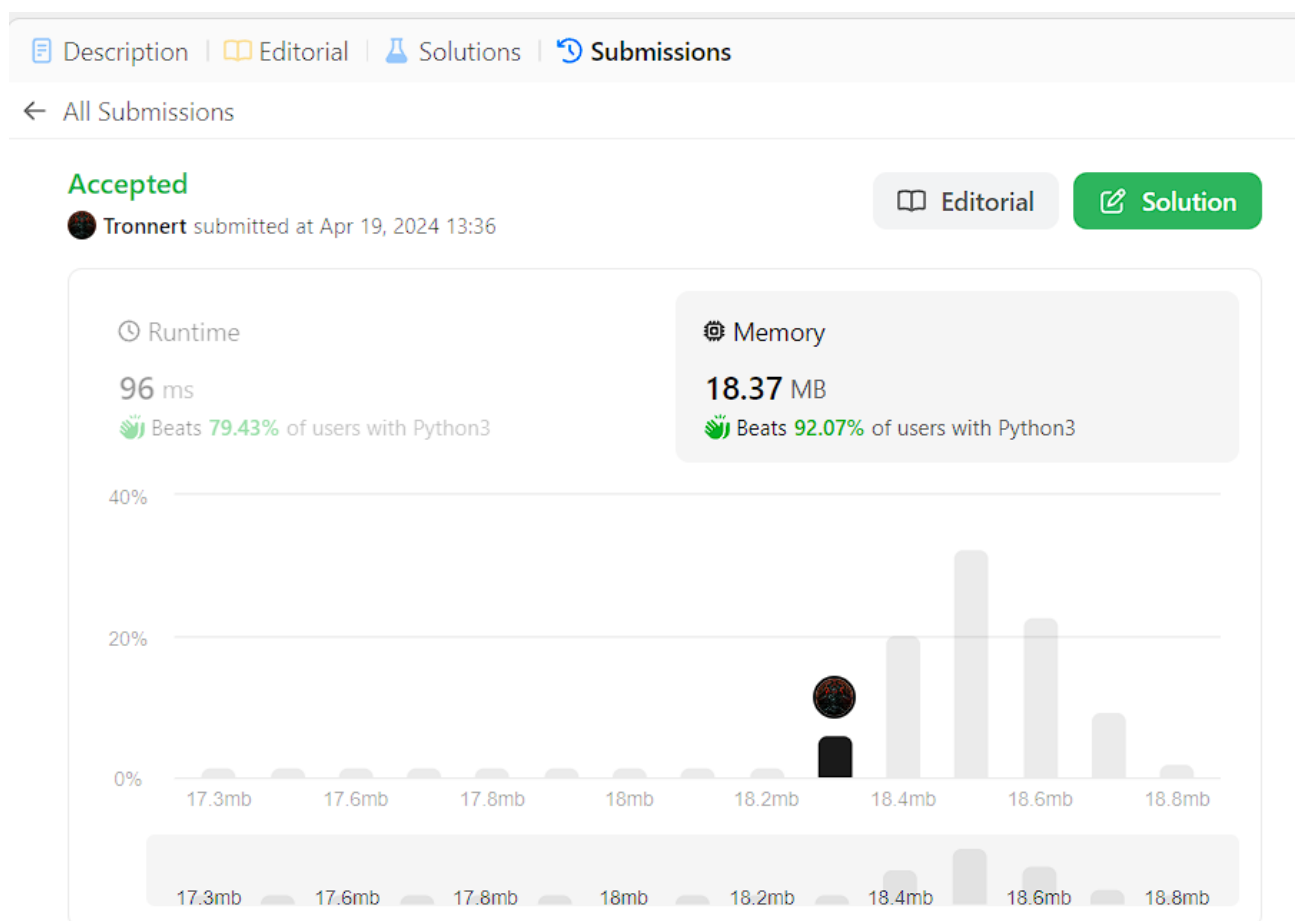 Description Editorial Solutions Submissions
All Submissions
Accepted
Editorial Solution
Tronnert submitted at Apr 19, 2024 13:36
Runtime Memory
96 ms 18.37 MB
Beats 79.43% of users with Python3 Beats 92.07% of users with Python3
40%
20%
0%
17.3mb 17.6mb 17.8mb 18mb 18.2mb 18.4mb 18.6mb 18.8mb
17.3mb 17.6mb 17.8mb 18mb 18.2mb 18.4mb 18.6mb 18.8mb